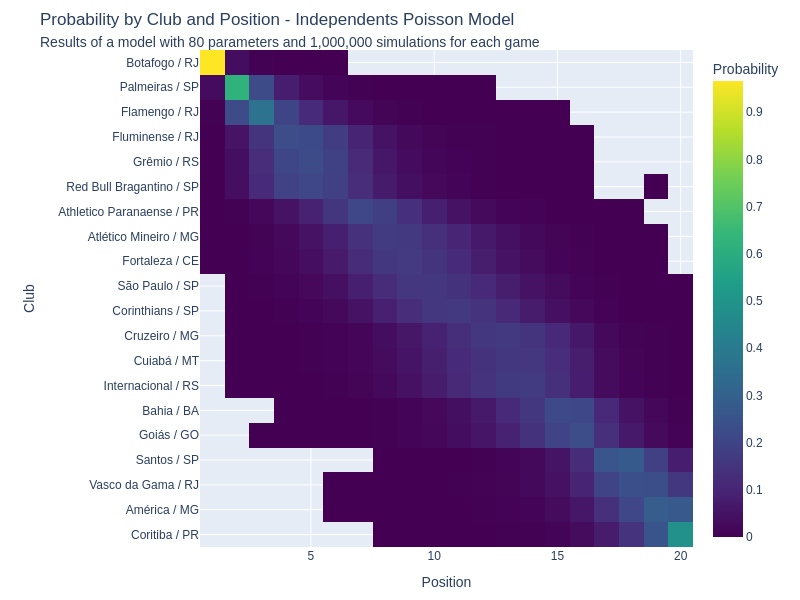 Probability by Club and Position - Independents Poisson Model
Results of a model with 80 parameters and 1,000,000 simulations for each game
Probability
Botafogo / RJ
Palmeiras / SP
Flamengo / RJ
Fluminense / RJ
Grêmio / RS
Red Bull Bragantino / SP
Athletico Paranaense / PR
Atlético Mineiro / MG
Fortaleza / CE
São Paulo / SP
Corinthians / SP
Cruzeiro / MG
Cuiabá / MT
Internacional / RS
Bahia / BA
Goiás / GO
Santos / SP
Vasco da Gama / RJ
América / MG
Coritiba / PR
Club
5 10 15 20
Position
0.9
0.8
0.7
0.6
0.5
0.4
0.3
0.2
0.1
0